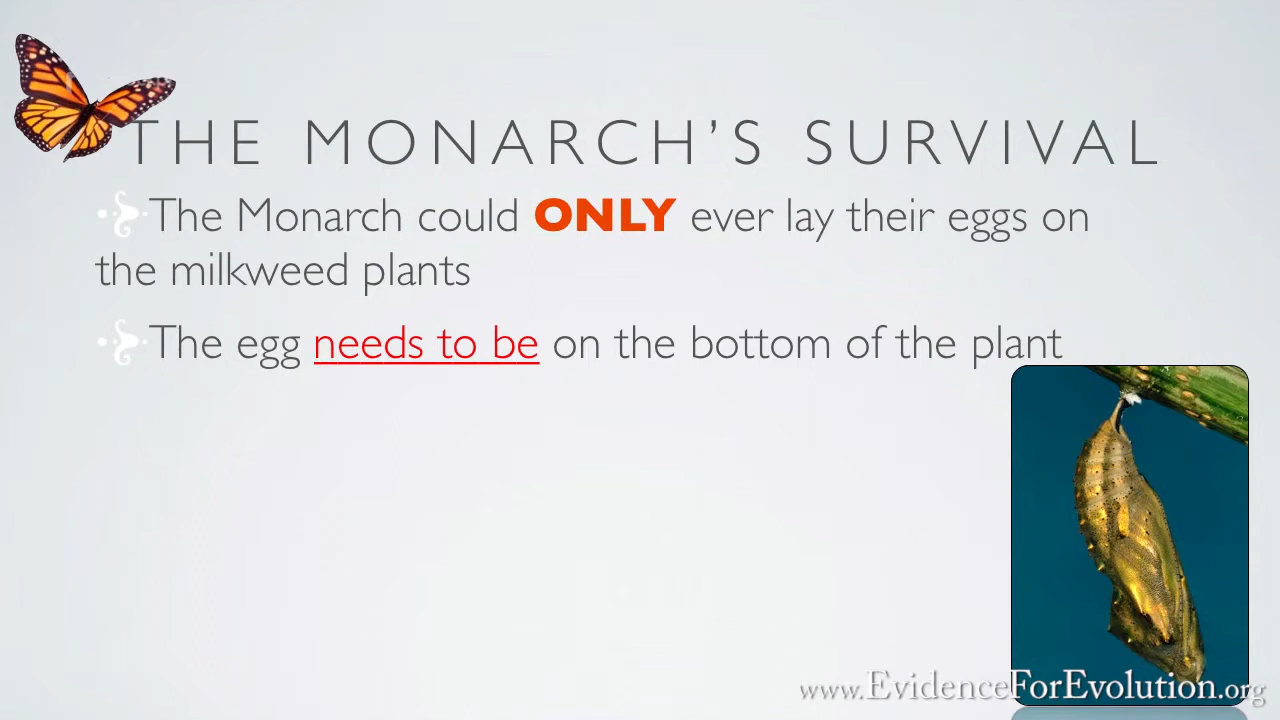 THE MONARCH’S SURVIVAL
The Monarch could ONLY ever lay their eggs on
the milkweed plants
The egg needs to be on the bottom of the plant
www.EvidenceForEvolution.org